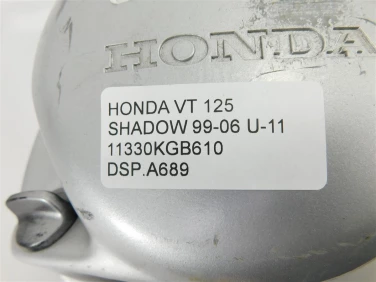 HONDA
HONDA VT 125
SHADOW 99-06 U-11
11330KGB610
DSP.A689